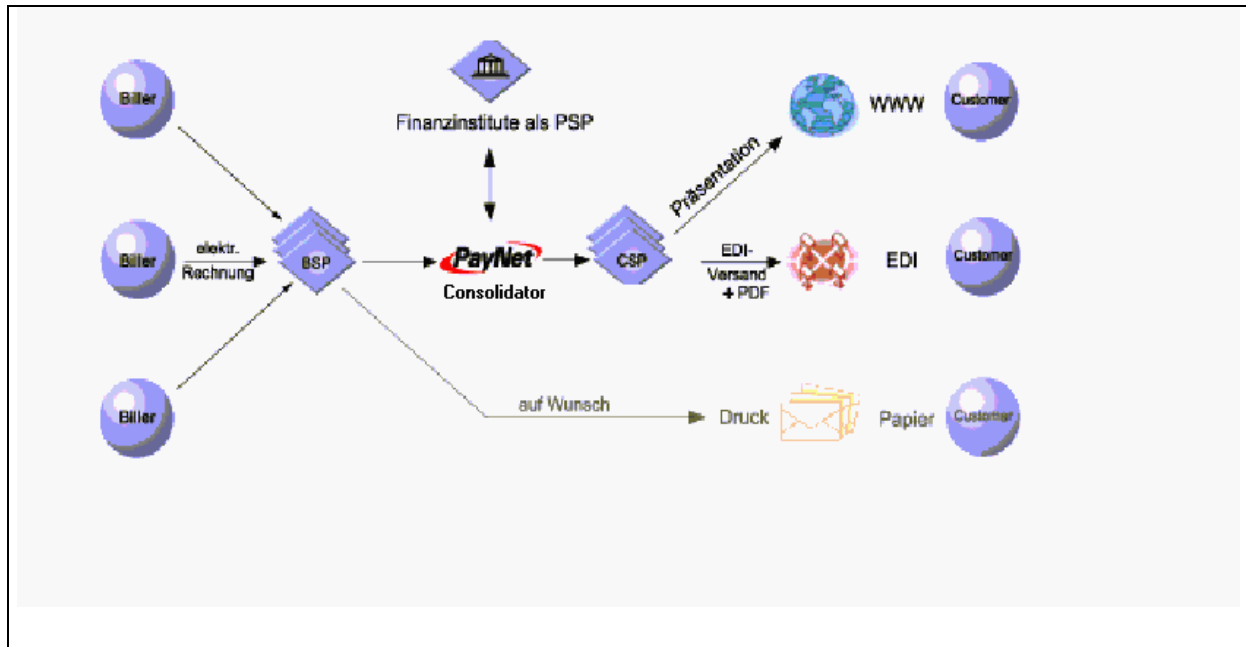 Biller
Finanzinstitute als PSP
WWW
Customer
Präsentation
Biller
elektr.
Rechnung
BSP
PayNet
Consolidator
CSP
EDI-
Versand
+ PDF
EDI
Customer
Biller
auf Wunsch
Druck
Papier
Customer